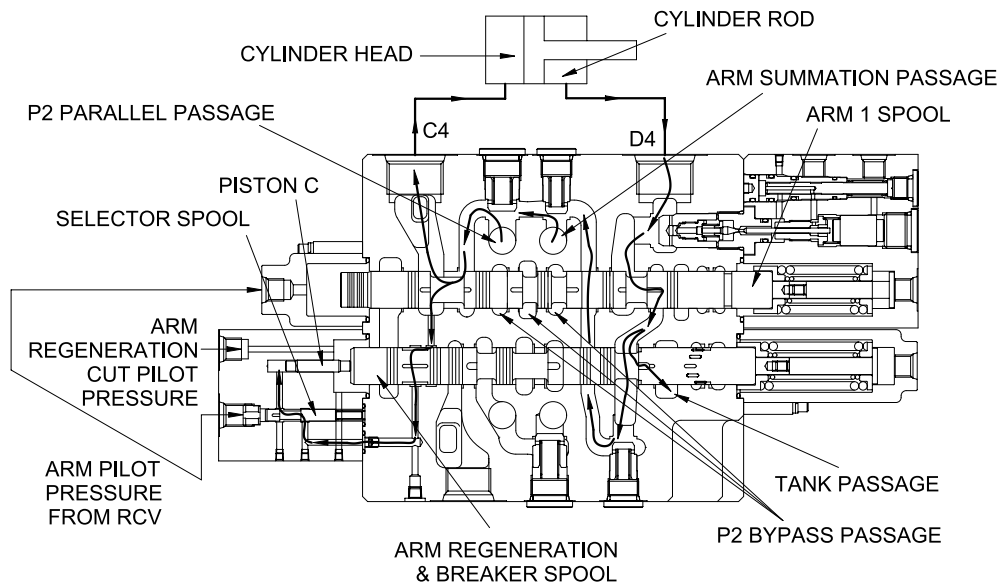 CYLINDER ROD
CYLINDER HEAD
ARM SUMMATION PASSAGE
P2 PARALLEL PASSAGE
ARM 1 SPOOL
C4
D4
PISTON C
SELECTOR SPOOL
ARM
REGENERATION
CUT PILOT
PRESSURE
ARM PILOT
PRESSURE
FROM RCV
TANK PASSAGE
P2 BYPASS PASSAGE
ARM REGENERATION
& BREAKER SPOOL